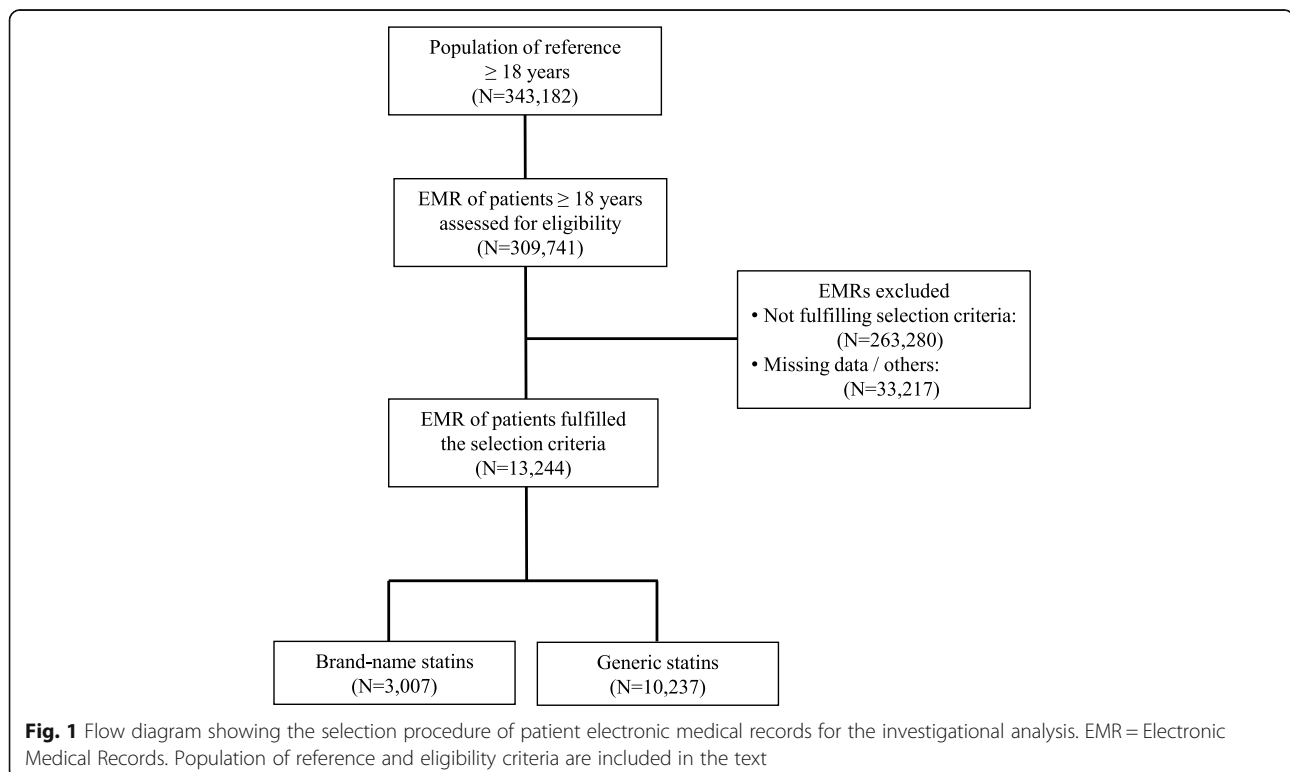 Population of reference
≥ 18 years
(N=343,182)
EMR of patients ≥ 18 years
assessed for eligibility
(N=309,741)
EMRs excluded
• Not fulfilling selection criteria:
(N=263,280)
• Missing data / others:
(N=33,217)
EMR of patients fulfilled
the selection criteria
(N=13,244)
Brand-name statins
(N=3,007)
Generic statins
(N=10,237)
Fig. 1 Flow diagram showing the selection procedure of patient electronic medical records for the investigational analysis. EMR = Electronic
Medical Records. Population of reference and eligibility criteria are included in the text